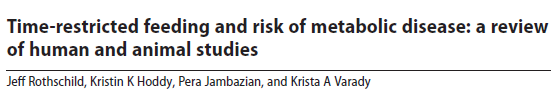 Time-restricted feeding and risk of metabolic disease: a review
of human and animal studies
Jeff Rothschild, Kristin K Hoddy, Pera Jambazian, and Krista A Varady